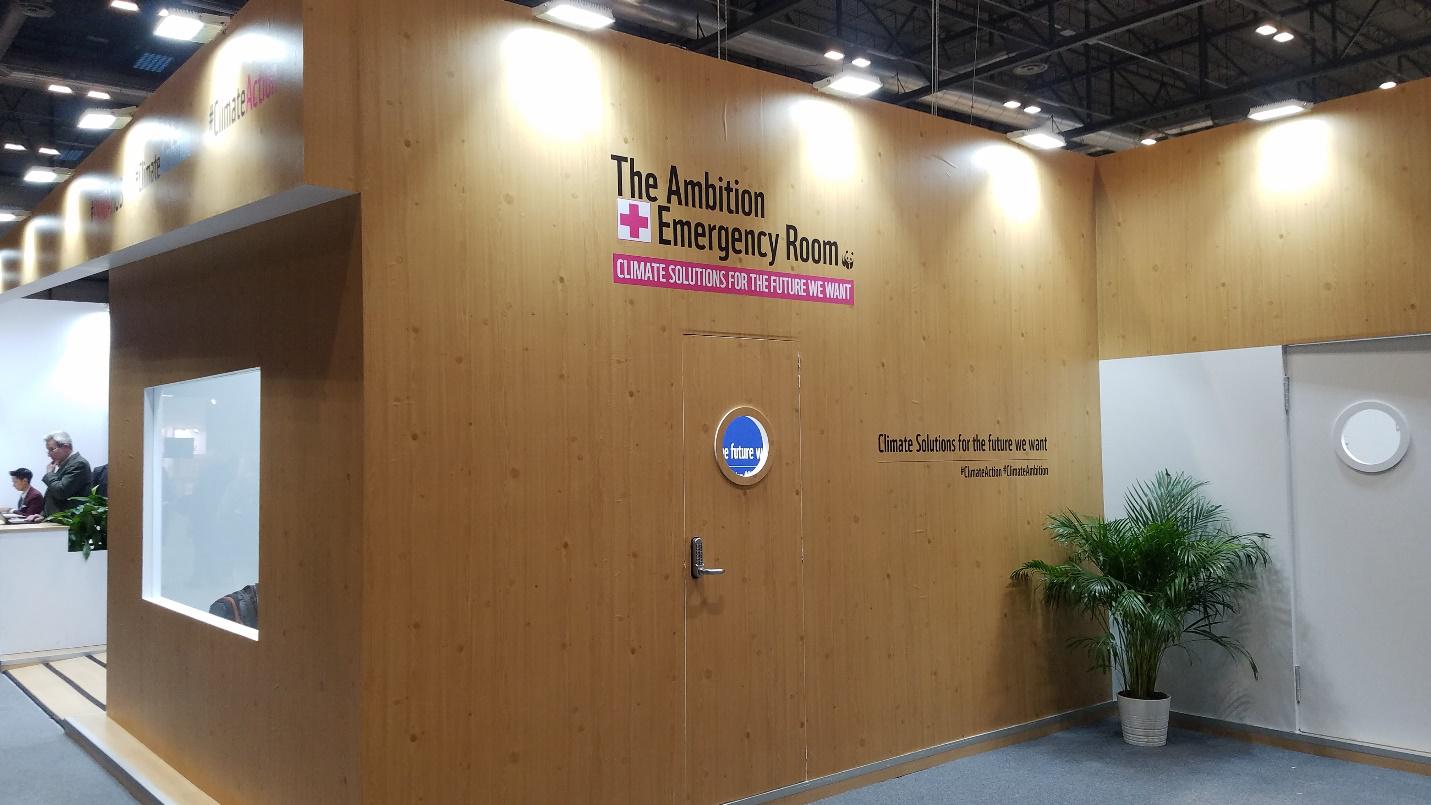 #ClimateAction
#Climate
The Ambition
Emergency Room
CLIMATE SOLUTIONS FOR THE FUTURE WE WANT
e future w
Climate Solutions for the future we want
#ClimateAction #ClimateAmbition